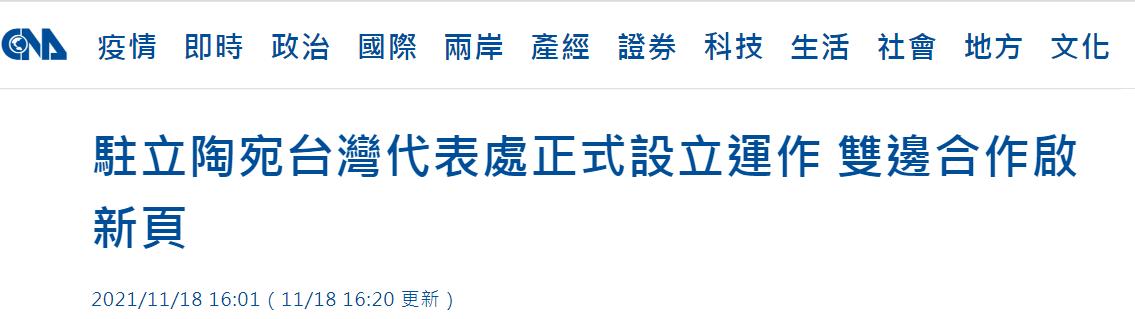 CNA 疫情 即時 政治 國際 兩岸 產經 證券 科技 生活 社會 地方 文化
駐立陶宛台灣代表處正式設立運作 雙邊合作啟
新頁
2021/11/18 16:01（11/18 16:20 更新）